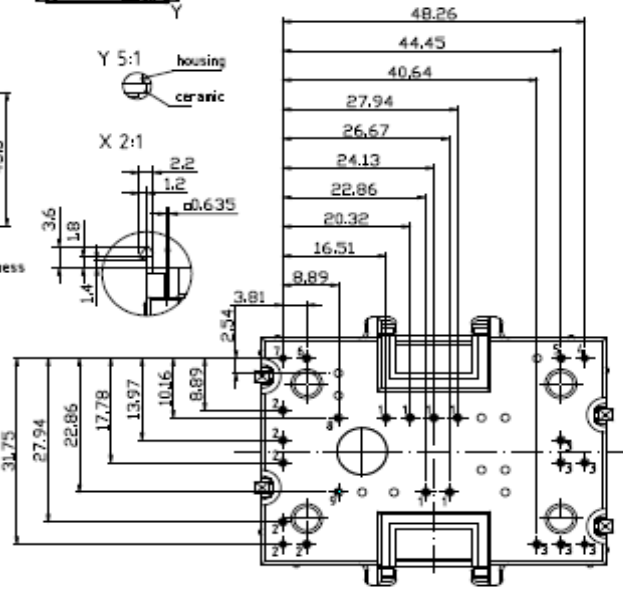 Y
48.26
44.45
Y 5:1
housing
40,64
ceramic
27.94
26.67
X 2:1
24.13
2.2
1.2
22.86
□0.635
20.32
3.6
1.8
16.51
ness
1.4
8,89
3.81
2.54
7 6 5 4
31.75
27.94
22.86
17.78
13.97
10.16
8.89
2
8 1 1 1 1
2 3
2 3 3
9 1 1
2
2 2 3 3 3